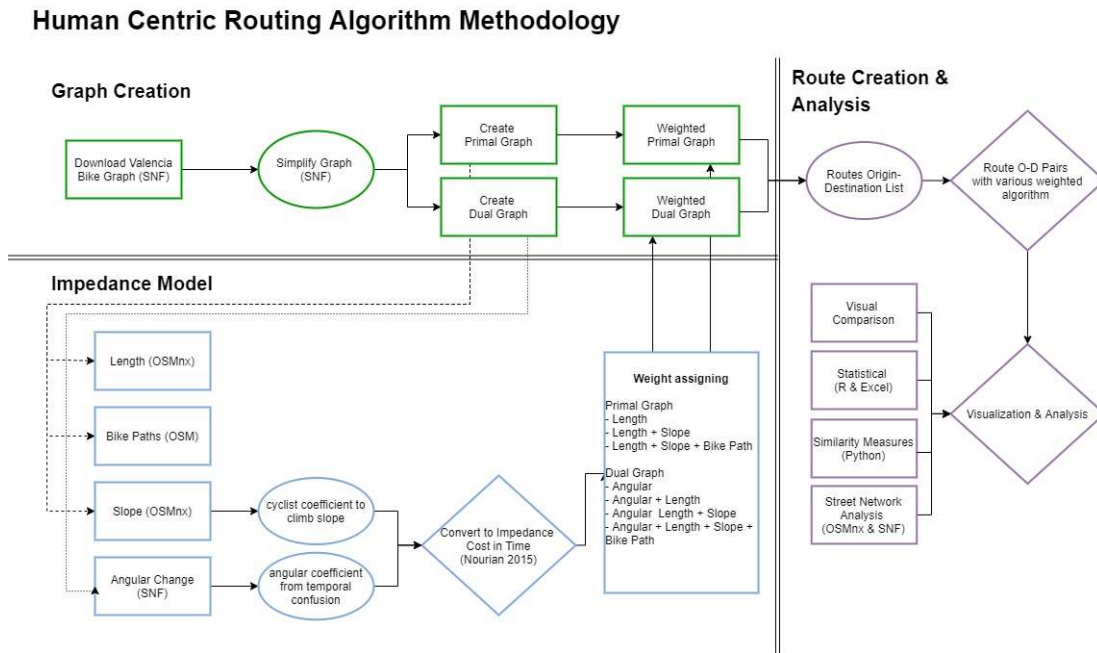 Human Centric Routing Algorithm Methodology
Graph Creation
Download Valencia
Bike Graph (SNF)
Simplify Graph
(SNF)
Create
Primal Graph
Weighted
Primal Graph
Create
Dual Graph
Weighted
Dual Graph
Impedance Model
Length (OSMnx)
Bike Paths (OSM)
Slope (OSMnx)
cyclist coefficient to
climb slope
Angular Change
(SNF)
angular coefficient
from temporal
confusion
Convert to Impedance
Cost in Time
(Nourian 2015)
Weight assigning
Primal Graph
- Length
- Length + Slope
- Length + Slope + Bike Path
Dual Graph
- Angular
- Angular + Length
- Angular Length + Slope
- Angular + Length + Slope +
Bike Path
Route Creation &
Analysis
Routes Origin-
Destination List
Route O-D Pairs
with various weighted
algorithm
Visual
Comparison
Statistical
(R & Excel)
Similarity Measures
(Python)
Street Network
Analysis
(OSMnx & SNF)
Visualization & Analysis